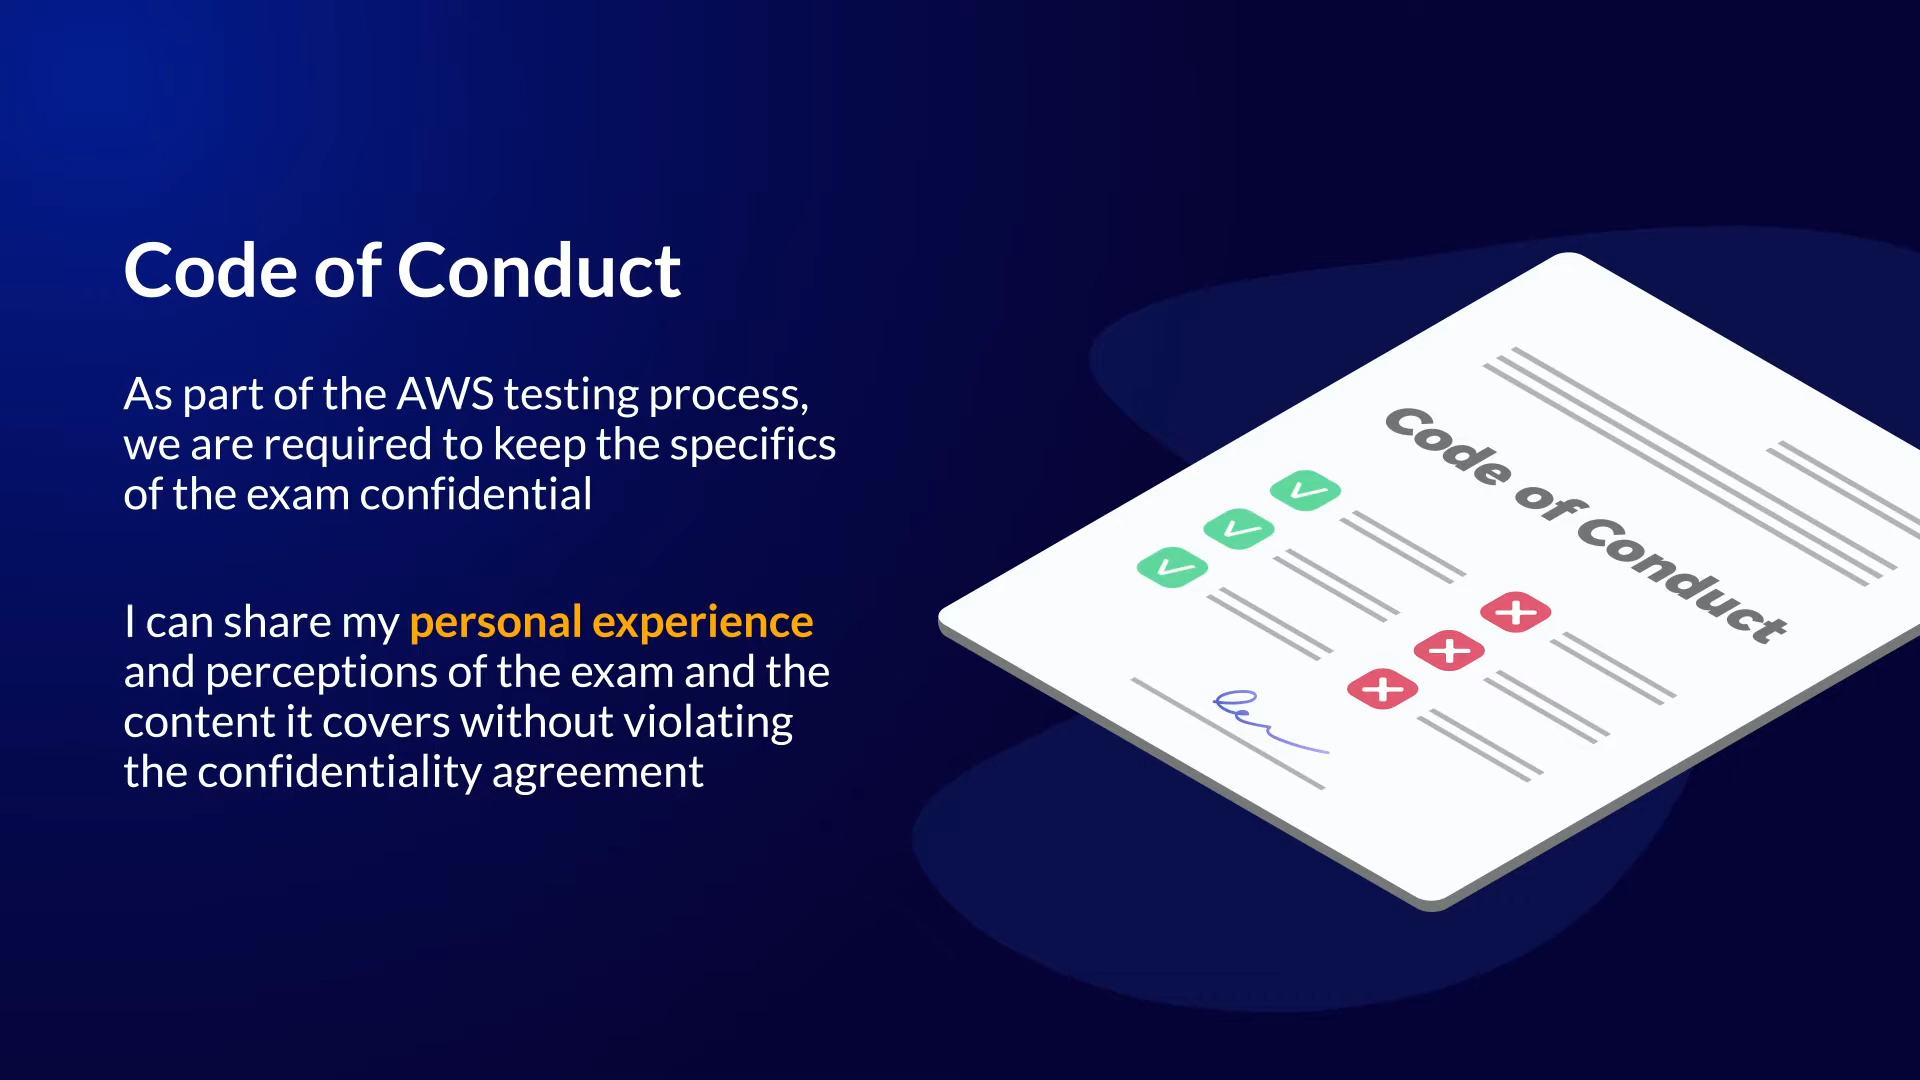 Code of Conduct
As part of the AWS testing process,
we are required to keep the specifics
of the exam confidential
I can share my personal experience
and perceptions of the exam and the
content it covers without violating
the confidentiality agreement
Code of Conduct